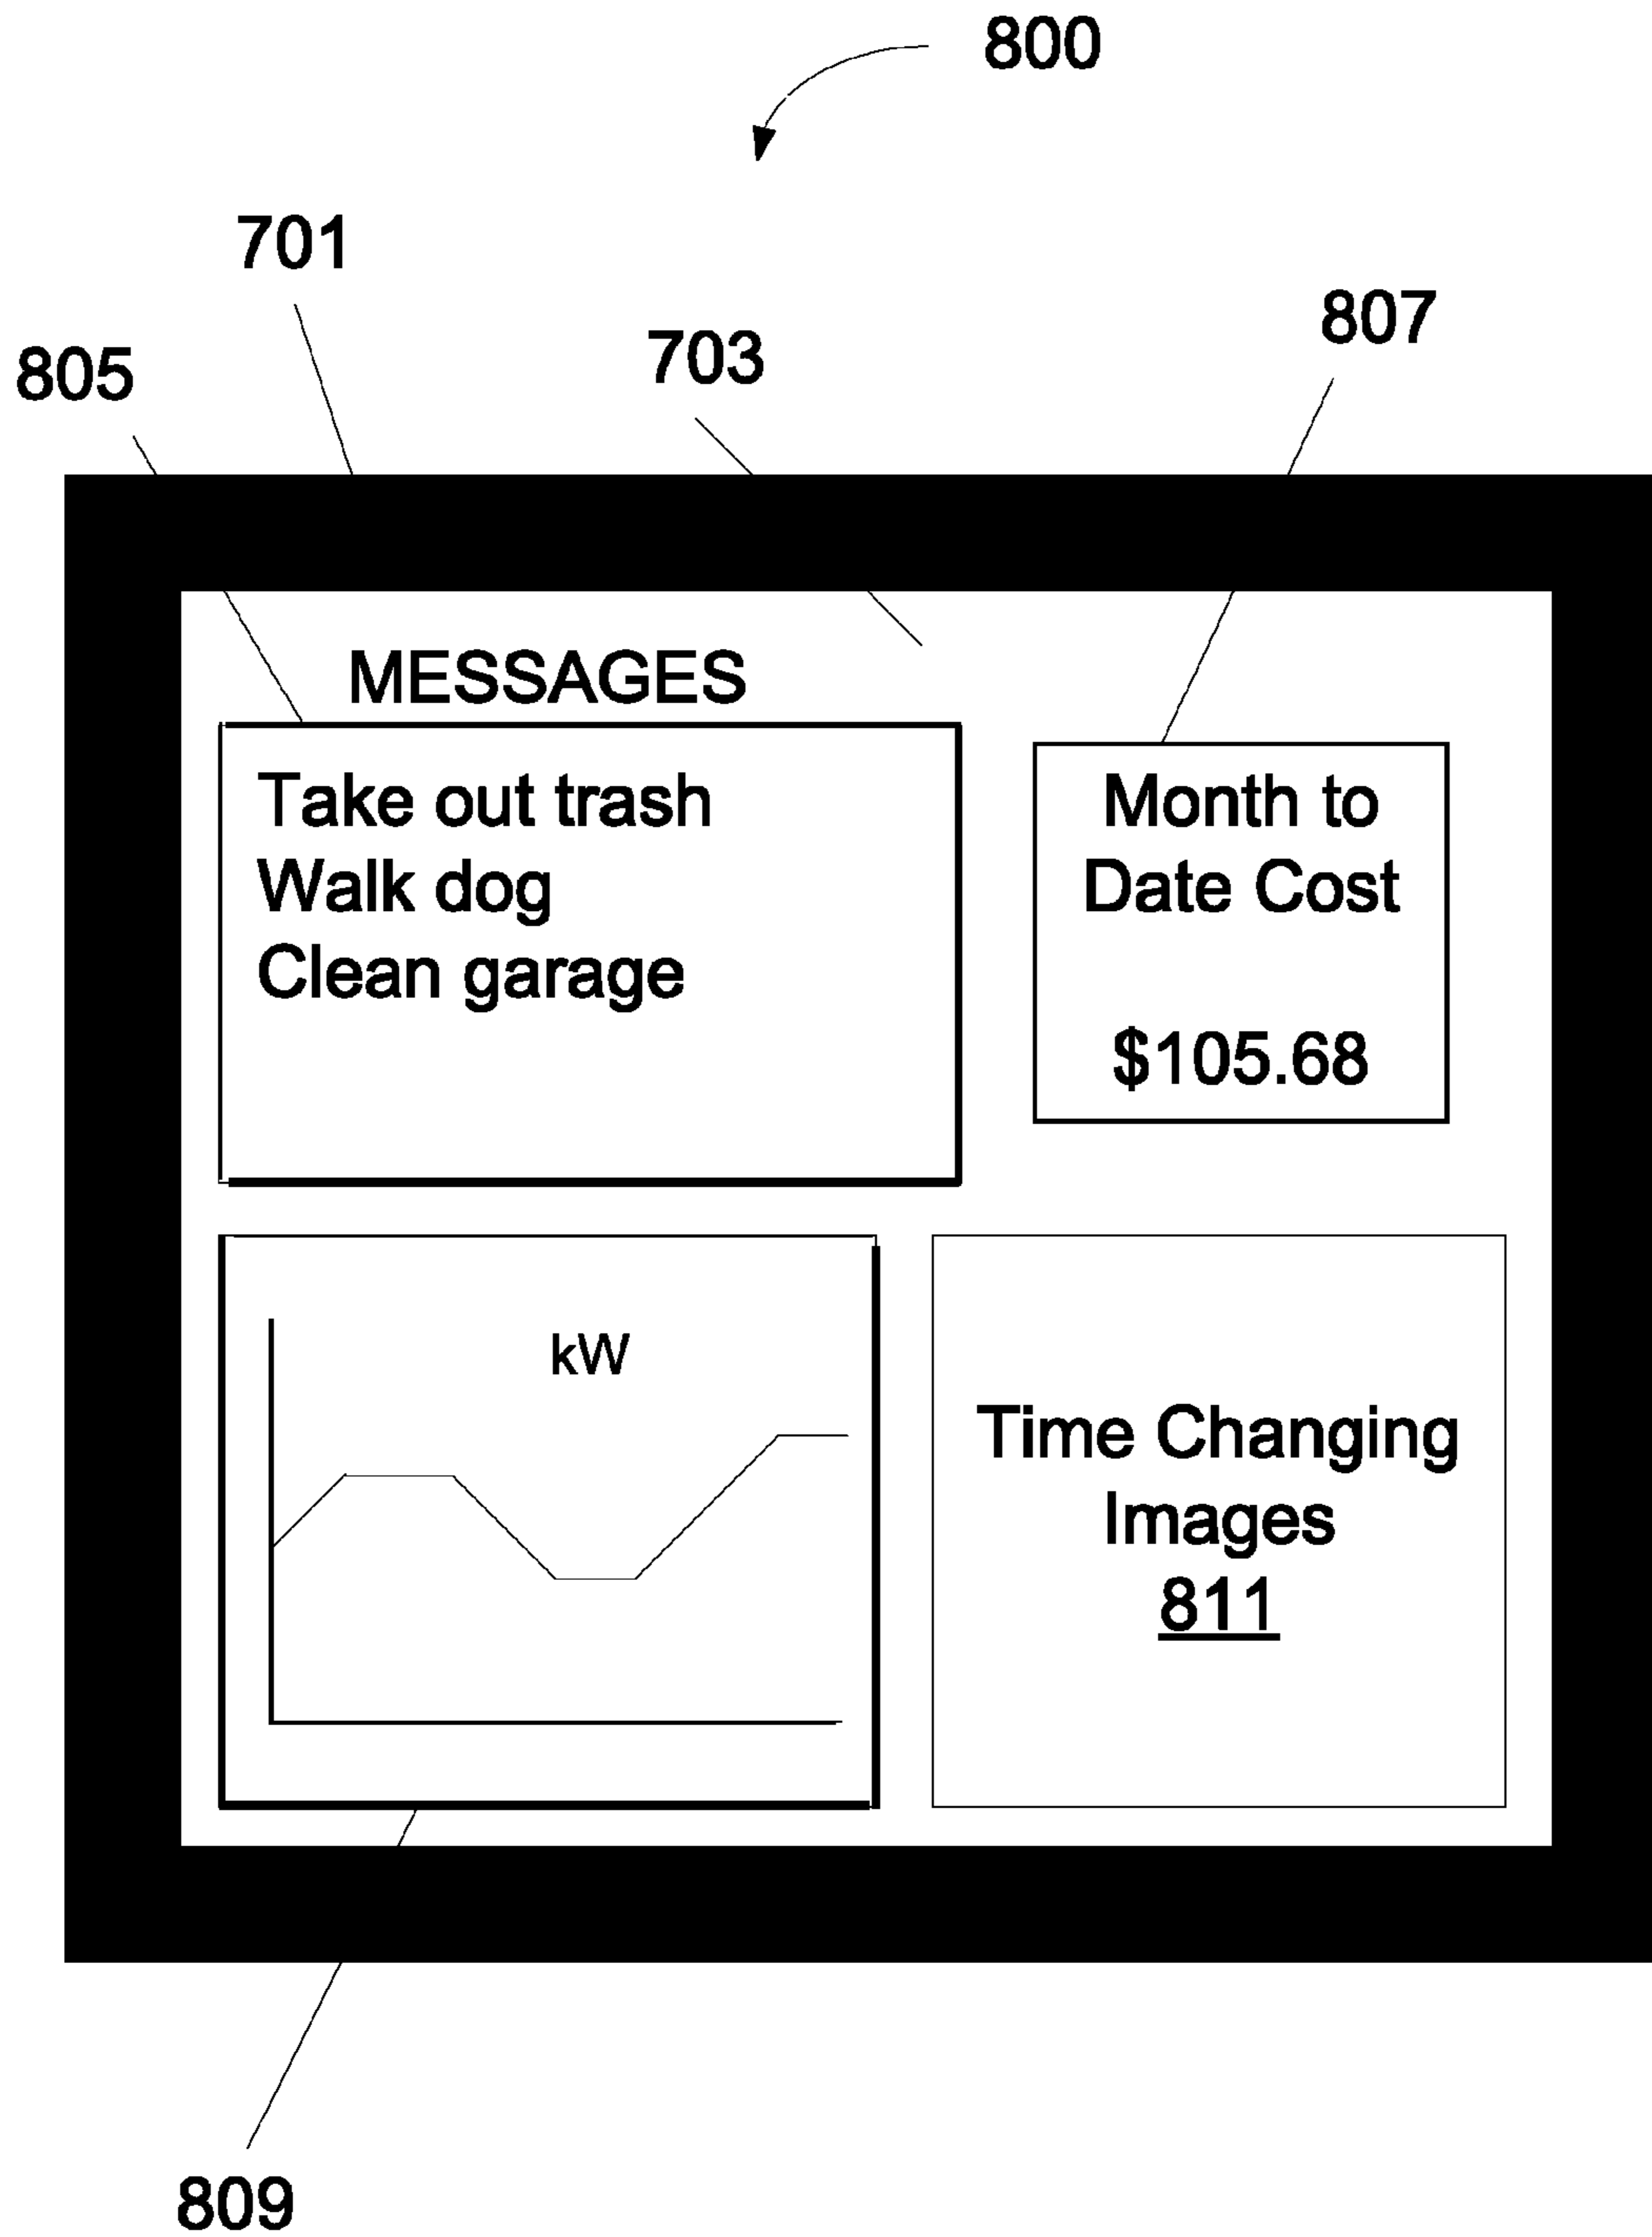 800
701
807
703
805
MESSAGES
Take out trash
Walk dog
Clean garage
Month to
Date Cost
$105.68
kW
Time Changing
Images
811
809